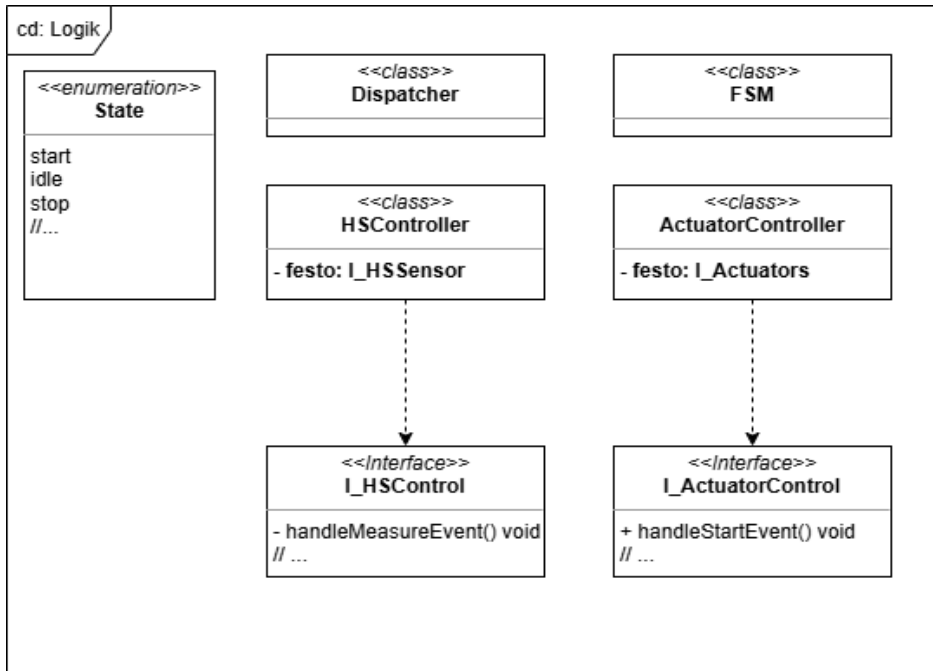 cd: Logik
<<enumeration>>
State
start
idle
stop
//...
<<class>>
Dispatcher
<<class>>
FSM
<<class>>
HSController
- festo: I_HSSensor
<<class>>
ActuatorController
- festo: I_Actuators
<<Interface>>
I_HSControl
- handleMeasureEvent() void
// ...
<<Interface>>
I_ActuatorControl
+ handleStartEvent() void
// ...